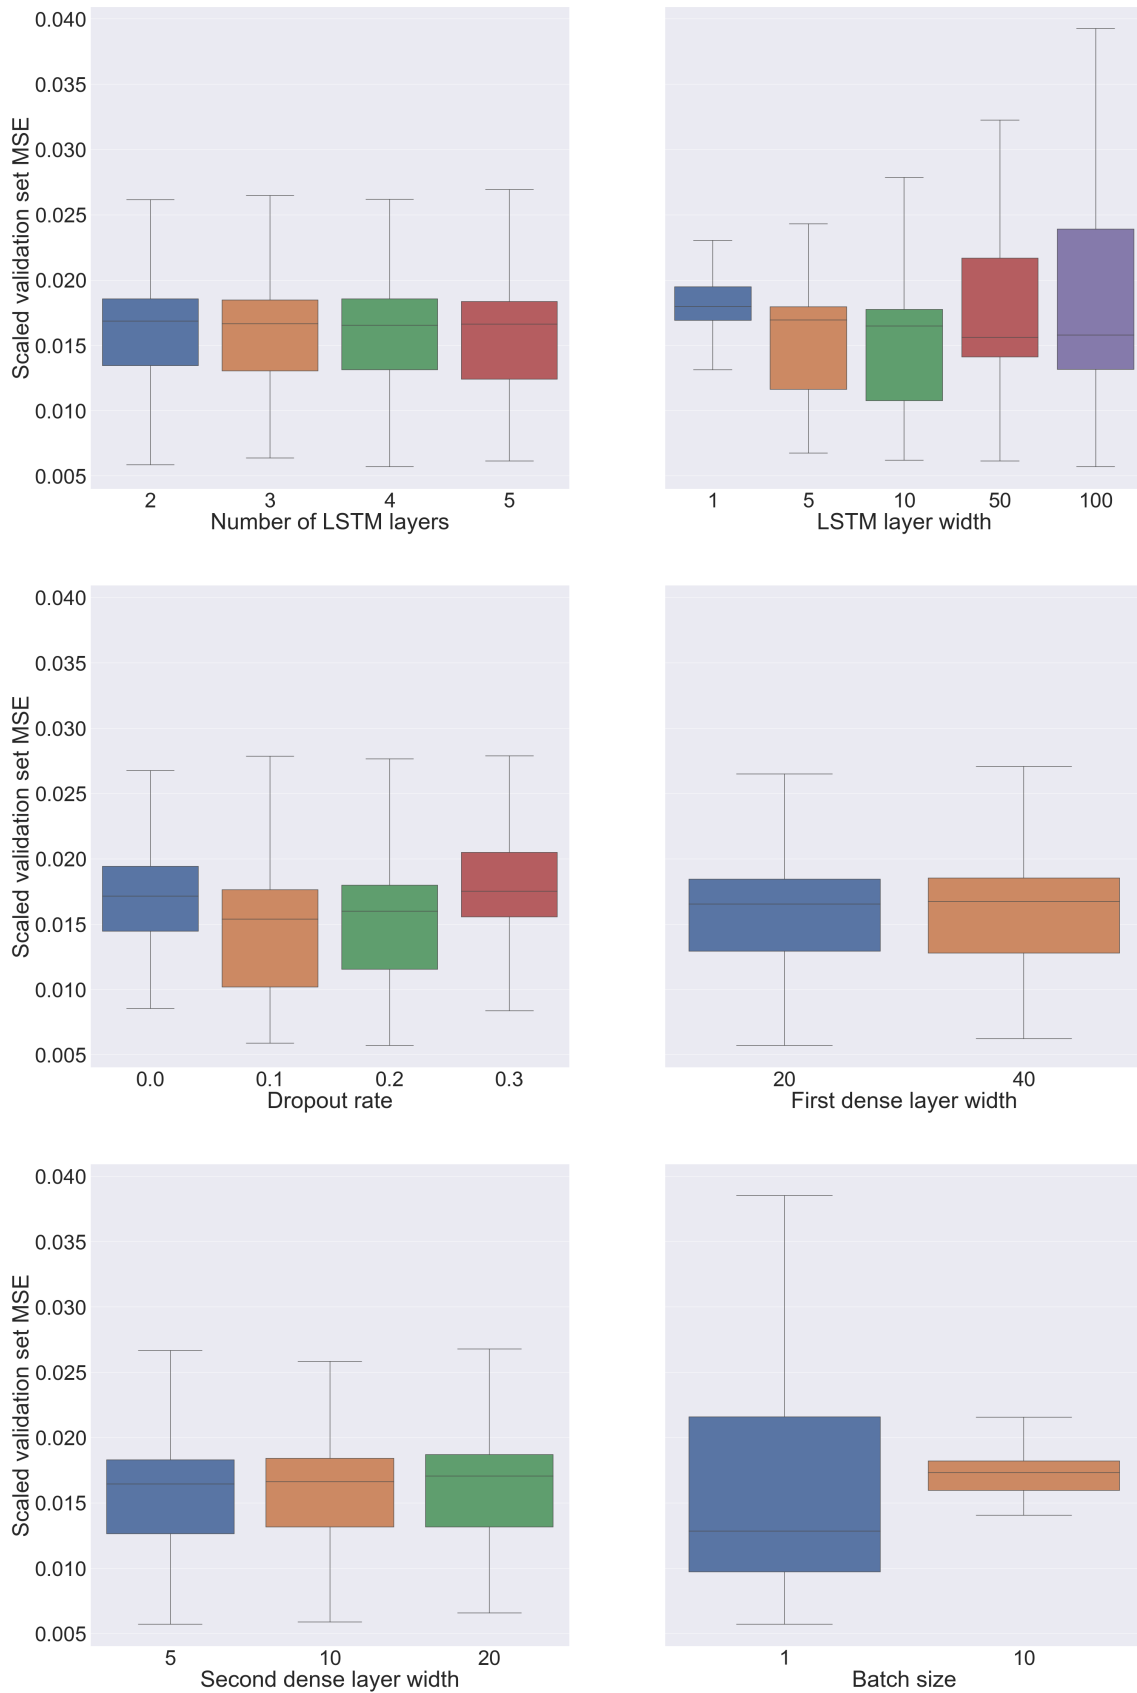 0.040
0.035
0.030
0.025
0.020
0.015
0.010
0.005
Scaled validation set MSE
2 3 4 5
Number of LSTM layers
1 5 10 50 100
LSTM layer width
0.040
0.035
0.030
0.025
0.020
0.015
0.010
0.005
Scaled validation set MSE
0.0 0.1 0.2 0.3
Dropout rate
20 40
First dense layer width
0.040
0.035
0.030
0.025
0.020
0.015
0.010
0.005
Scaled validation set MSE
5 10 20
Second dense layer width
1 10
Batch size